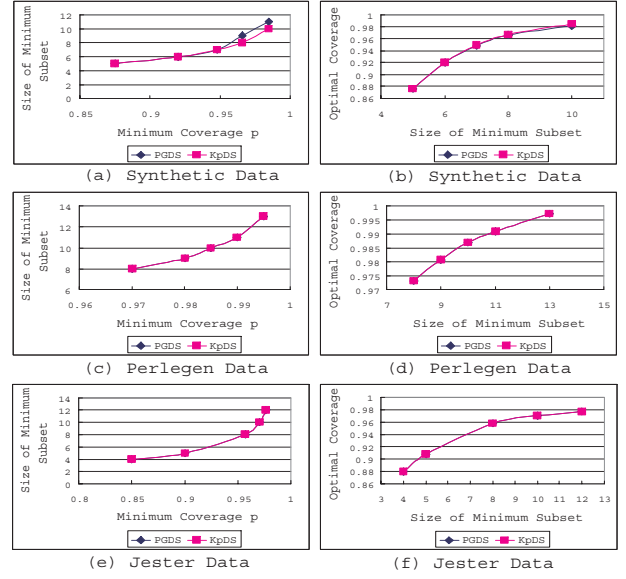 12
10
8
6
4
2
0
Size of Minimum
Subset
0.85 0.9 0.95 1
Minimum Coverage p
PGDS KpDS
(a) Synthetic Data
1
0.98
0.96
0.94
0.92
0.9
0.88
0.86
Optimal Coverage
4 6 8 10
Size of Minimum Subset
PGDS KpDS
(b) Synthetic Data
14
12
10
8
6
Size of Minimum
Subset
0.96 0.97 0.98 0.99 1
Minimum Coverage p
PGDS KpDS
(c) Perlegen Data
1
0.995
0.99
0.985
0.98
0.975
0.97
Optimal Coverage
7 9 11 13 15
Size of Minimum Subset
PGDS KpDS
(d) Perlegen Data
14
12
10
8
6
4
2
0
Size of Minimum
Subset
0.8 0.85 0.9 0.95 1
Minimum Coverage p
PGDS KpDS
(e) Jester Data
1
0.98
0.96
0.94
0.92
0.9
0.88
0.86
Optimal Coverage
3 4 5 6 7 8 9 10 11 12 13
Size of Minimum Subset
PGDS KpDS
(f) Jester Data